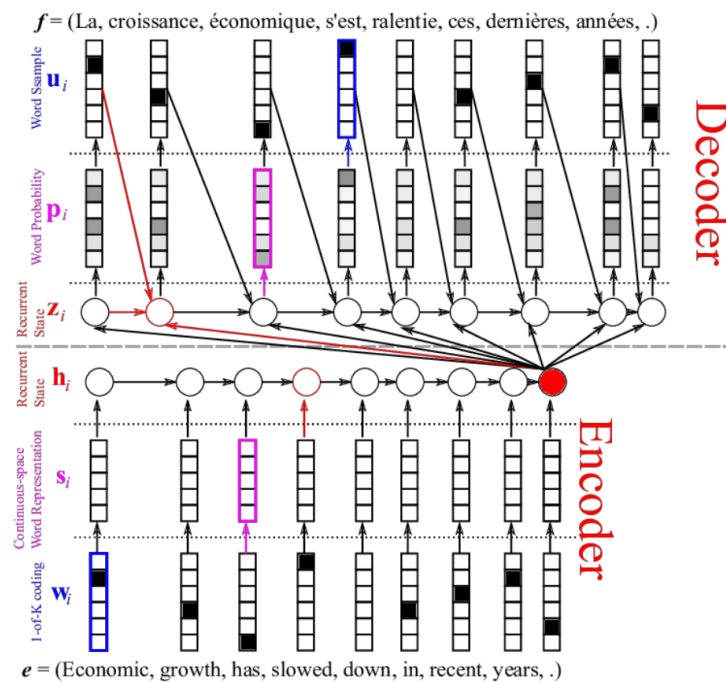 f = (La, croissance, économique, s'est, ralentie, ces, dernières, années, .)
Word Ssample
u_i
Decoder
Word Probability
p_i
Recurrent
State
z_i
Recurrent
State
h_i
Encoder
Continuous-space
Word Representation
s_i
1-of-K coding
w_i
e = (Economic, growth, has, slowed, down, in, recent, years, .)